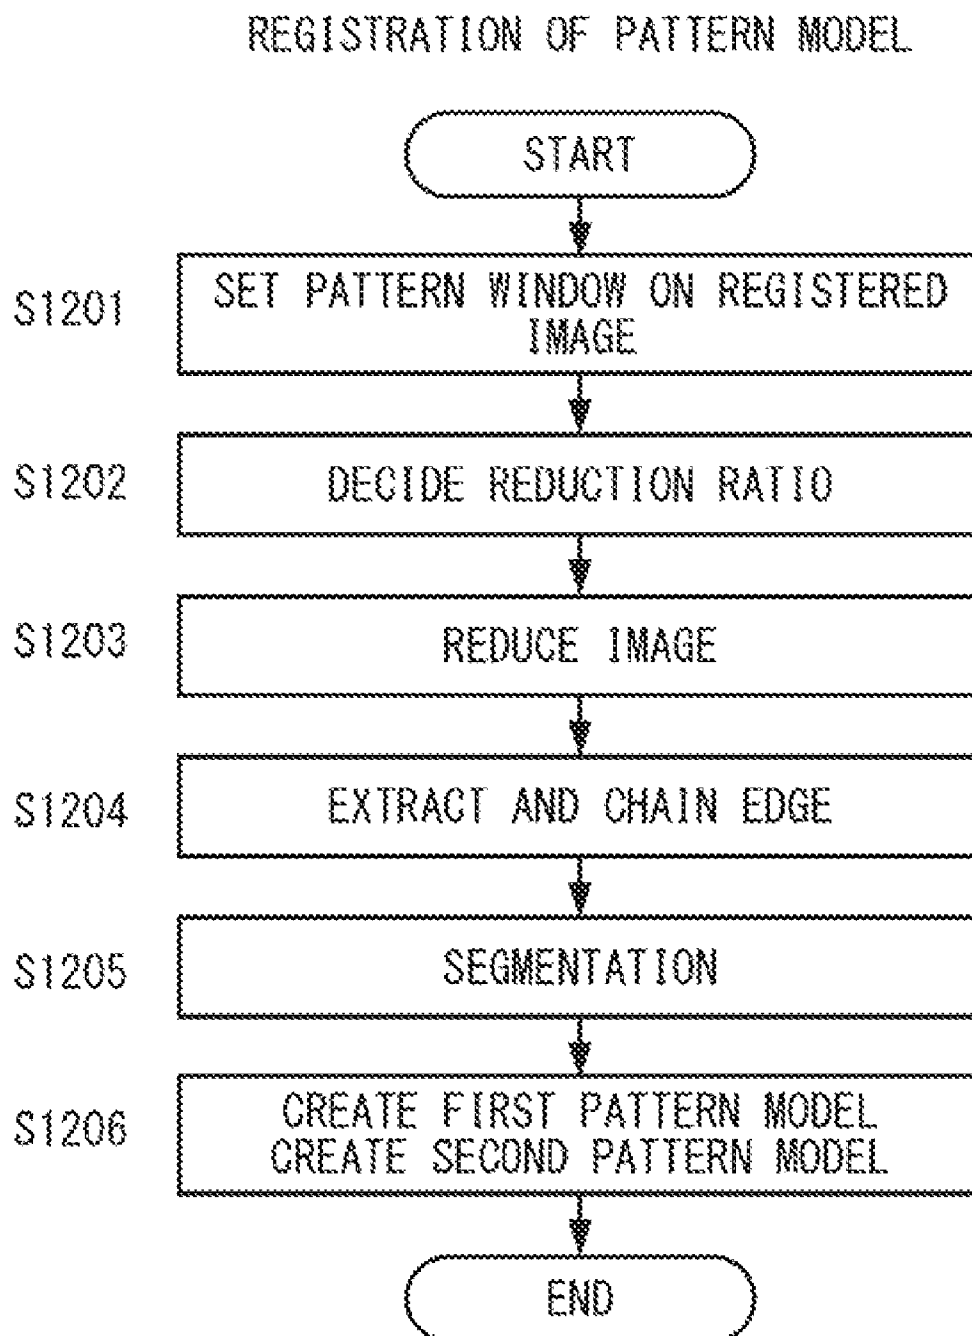 REGISTRATION OF PATTERN MODEL
START
S1201
SET PATTERN WINDOW ON REGISTERED
IMAGE
S1202
DECIDE REDUCTION RATIO
S1203
REDUCE IMAGE
S1204
EXTRACT AND CHAIN EDGE
S1205
SEGMENTATION
S1206
CREATE FIRST PATTERN MODEL
CREATE SECOND PATTERN MODEL
END